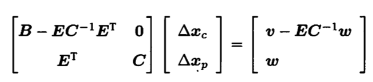 [B − EC⁻¹Eᵀ 0] [Δx_c] = [v − EC⁻¹w]
[Eᵀ C] [Δx_p] [w]